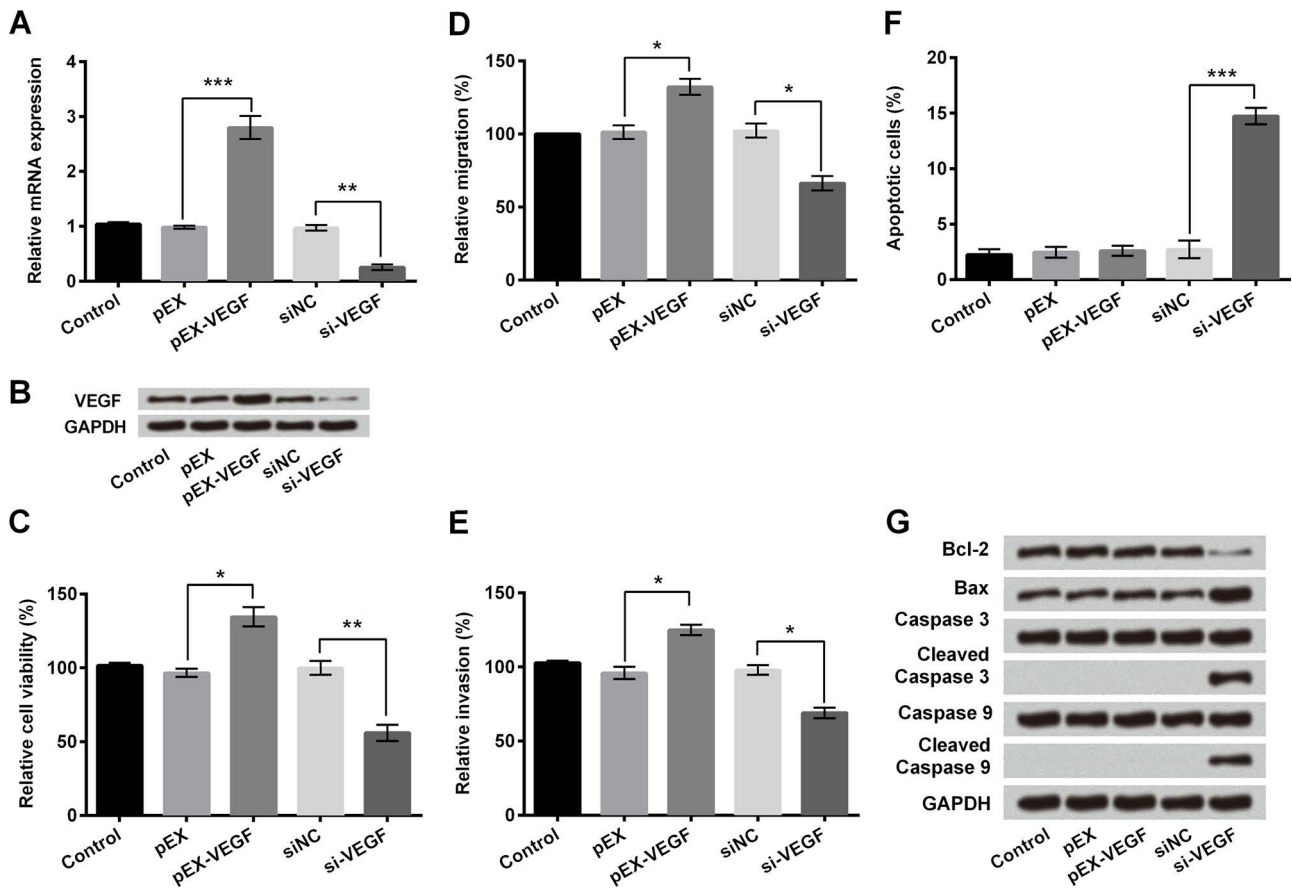 A
Relative mRNA expression
4
3
2
1
0
***
**
Control
pEX
pEX-VEGF
siNC
si-VEGF
B
VEGF
GAPDH
Control
pEX
pEX-VEGF
siNC
si-VEGF
C
Relative cell viability (%)
150
100
50
0
*
**
Control
pEX
pEX-VEGF
siNC
si-VEGF
D
Relative migration (%)
150
100
50
0
*
*
Control
pEX
pEX-VEGF
siNC
si-VEGF
E
Relative invasion (%)
150
100
50
0
*
*
Control
pEX
pEX-VEGF
siNC
si-VEGF
F
Apoptotic cells (%)
20
15
10
5
0
***
Control
pEX
pEX-VEGF
siNC
si-VEGF
G
Bcl-2
Bax
Caspase 3
Cleaved
Caspase 3
Caspase 9
Cleaved
Caspase 9
GAPDH
Control
pEX
pEX-VEGF
siNC
si-VEGF